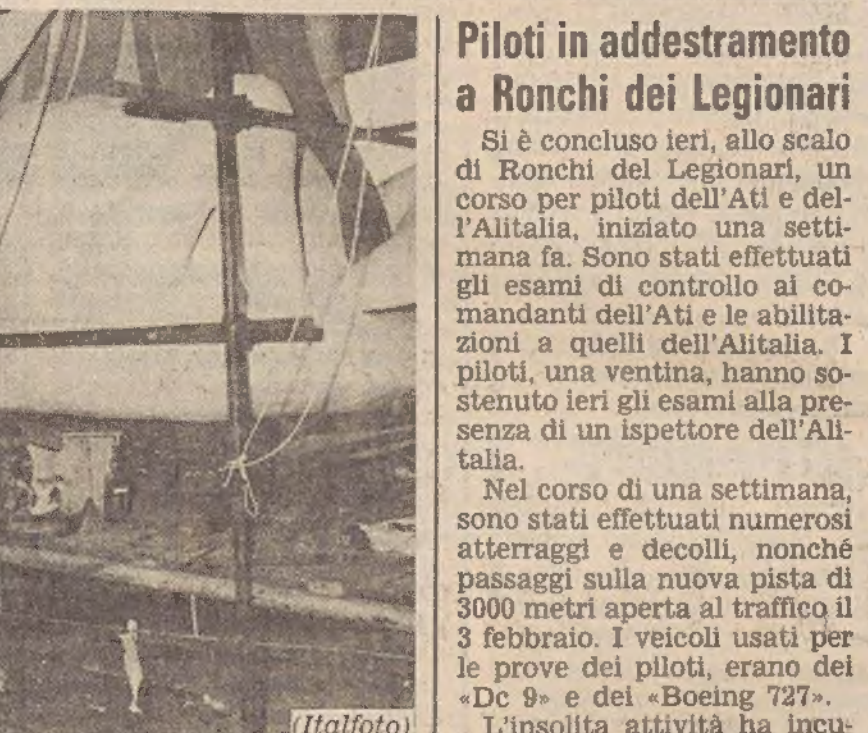 Piloti in addestramento
a Ronchi dei Legionari
Si è concluso ieri, allo scalo
di Ronchi del Legionari, un
corso per piloti dell'Ati e del-
l'Alitalia, iniziato una setti-
mana fa. Sono stati effettuati
gli esami di controllo ai co-
mandanti dell'Ati e le abilita-
zioni a quelli dell'Alitalia. I
piloti, una ventina, hanno so-
stenuto ieri gli esami alla pre-
senza di un ispettore dell'Ali-
talia.
Nel corso di una settimana,
sono stati effettuati numerosi
atterraggi e decolli, nonché
passaggi sulla nuova pista di
3000 metri aperta al traffico il
3 febbraio. I veicoli usati per
le prove dei piloti, erano dei
«Dc 9» e dei «Boeing 727».
L'insolita attività ha incu-
(Italfoto)